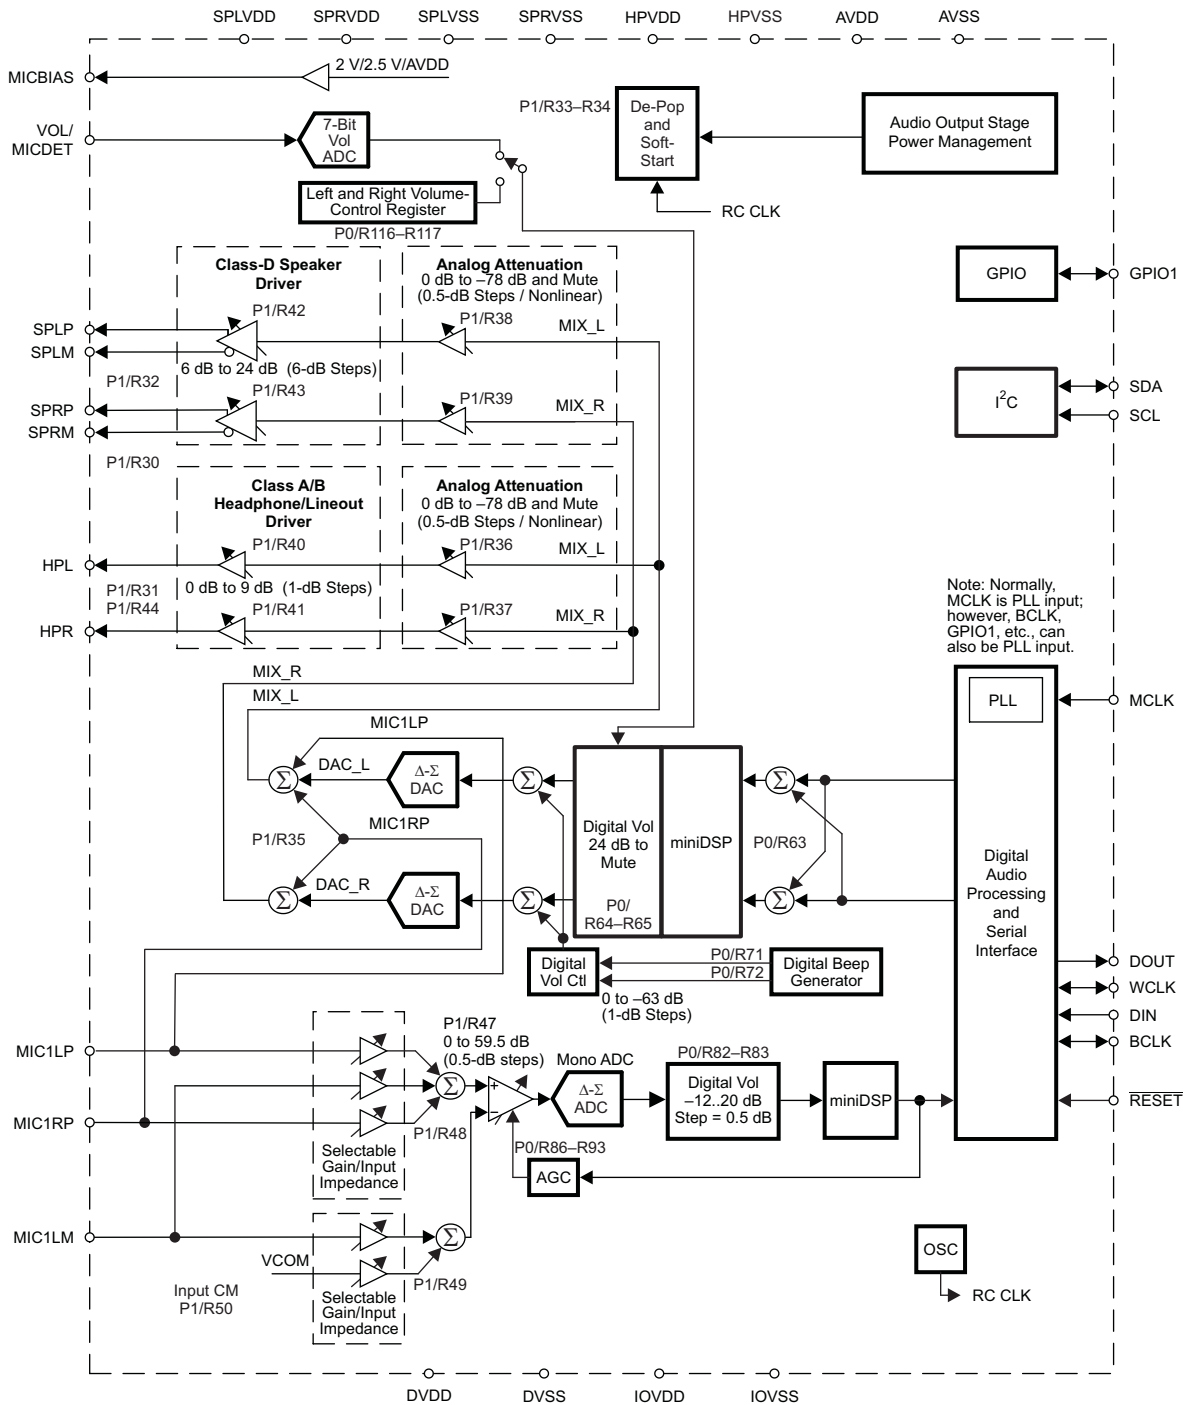 SPLVDD
SPRVDD
SPLVSS
SPRVSS
HPVDD
HPVSS
AVDD
AVSS
MICBIAS
2 V/2.5 V/AVDD
VOL/
MICDET
7-Bit
Vol
ADC
P1/R33–R34
De-Pop
and
Soft-
Start
Audio Output Stage
Power Management
Left and Right Volume-
Control Register
P0/R116–R117
RC CLK
Class-D Speaker
Driver
P1/R42
Analog Attenuation
0 dB to –78 dB and Mute
(0.5-dB Steps / Nonlinear)
P1/R38
MIX_L
GPIO
GPIO1
SPLP
SPLM
6 dB to 24 dB (6-dB Steps)
P1/R32
P1/R43
P1/R39
MIX_R
SPRP
SPRM
I²C
SDA
SCL
P1/R30
Class A/B
Headphone/Lineout
Driver
P1/R40
Analog Attenuation
0 dB to –78 dB and Mute
(0.5-dB Steps / Nonlinear)
P1/R36
MIX_L
HPL
0 dB to 9 dB (1-dB Steps)
P1/R31
P1/R44
P1/R41
P1/R37
MIX_R
HPR
Note: Normally,
MCLK is PLL input;
however, BCLK,
GPIO1, etc., can
also be PLL input.
MIX_R
MIX_L
PLL
MCLK
MIC1LP
Σ
DAC_L
Δ-Σ
DAC
Σ
Digital Vol
24 dB to
Mute
P0/
R64–R65
miniDSP
Σ
P0/R63
P1/R35
MIC1RP
Σ
DAC_R
Δ-Σ
DAC
Σ
Σ
Digital
Audio
Processing
and
Serial
Interface
Digital
Vol Ctl
P0/R71
P0/R72
Digital Beep
Generator
0 to –63 dB
(1-dB Steps)
DOUT
WCLK
DIN
BCLK
RESET
MIC1LP
P1/R47
0 to 59.5 dB
(0.5-dB steps)
Mono ADC
P0/R82–R83
Σ
+
–
Δ-Σ
ADC
Digital Vol
–12..20 dB
Step = 0.5 dB
miniDSP
MIC1RP
P1/R48
Selectable
Gain/Input
Impedance
P0/R86–R93
AGC
MIC1LM
Σ
VCOM
P1/R49
Input CM
P1/R50
Selectable
Gain/Input
Impedance
OSC
RC CLK
DVDD
DVSS
IOVDD
IOVSS